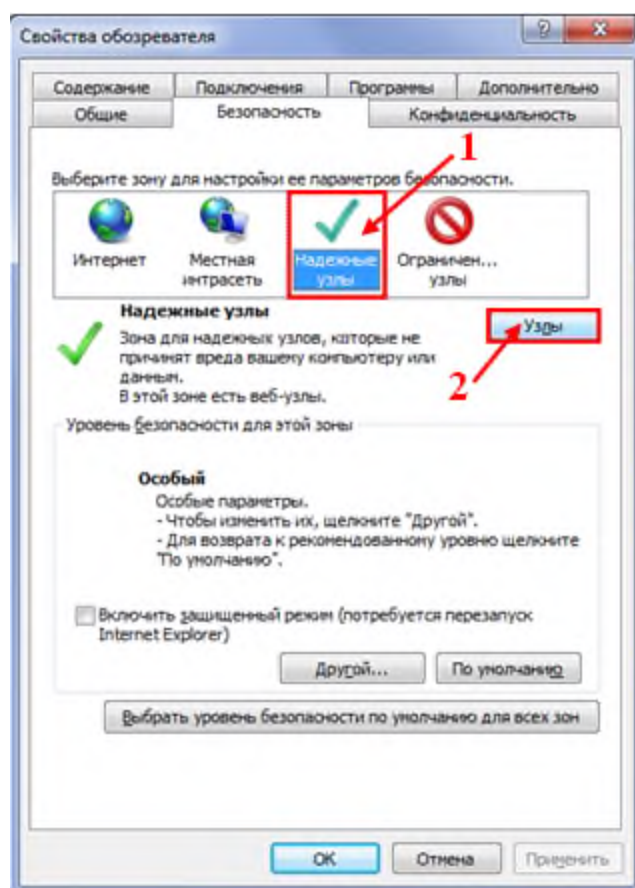 Свойства обозревателя
Содержание Подключения Программы Дополнительно
Общие Безопасность Конфиденциальность
1
Выберите зону для настройки ее параметров безопасности.
Интернет Местная интрасеть Надежные узлы Ограничен... узлы
Надежные узлы
Узлы
Зона для надежных узлов, которые не
причинят вреда вашему компьютеру или
данным.
2
В этой зоне есть веб-узлы.
Уровень безопасности для этой зоны
Особый
Особые параметры.
- Чтобы изменить их, щелкните "Другой".
- Для возврата к рекомендованному уровню щелкните
"По умолчанию".
Включить защищенный режим (потребуется перезапуск
Internet Explorer)
Другой... По умолчанию
Выбрать уровень безопасности по умолчанию для всех зон
OK Отмена Применить